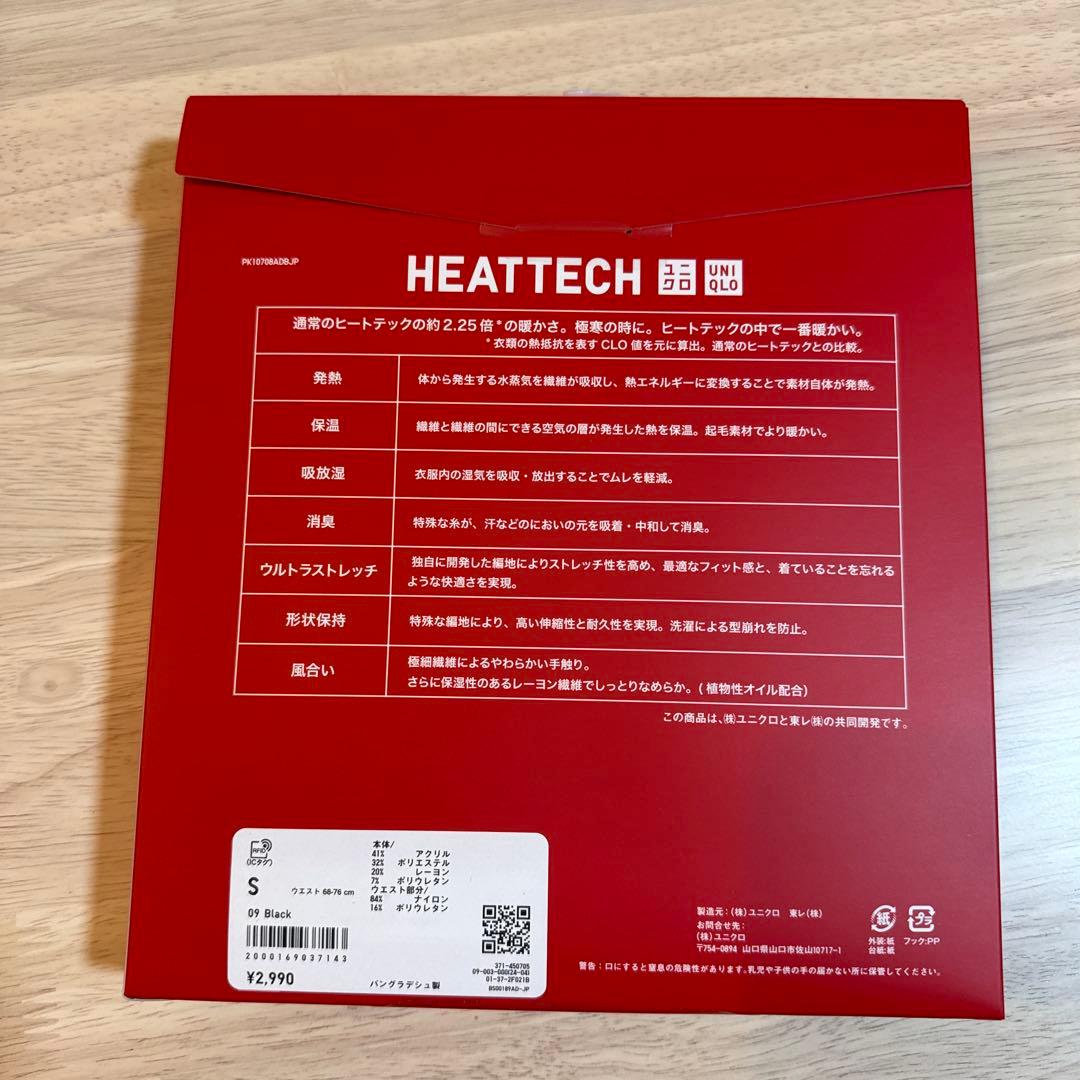 PK10708ADBJP
HEATTECH ユニクロ UNIQLO
通常のヒートテックの約2.25倍*の暖かさ。極寒の時に。ヒートテックの中で一番暖かい。
*衣類の熱抵抗を表すCLO値を元に算出。通常のヒートテックとの比較。
発熱 体から発生する水蒸気を繊維が吸収し、熱エネルギーに変換することで素材自体が発熱。
保温 繊維と繊維の間にできる空気の層が発生した熱を保温。起毛素材でより暖かい。
吸放湿 衣服内の湿気を吸収・放出することでムレを軽減。
消臭 特殊な糸が、汗などのにおいの元を吸着・中和して消臭。
ウルトラストレッチ 独自に開発した編地によりストレッチ性を高め、最適なフィット感と、着ていることを忘れる
ような快適さを実現。
形状保持 特殊な編地により、高い伸縮性と耐久性を実現。洗濯による型崩れを防止。
風合い 極細繊維によるやわらかい手触り。
さらに保湿性のあるレーヨン繊維でしっとりなめらか。(植物性オイル配合)
この商品は、㈱ユニクロと東レ㈱の共同開発です。
RFID
(ICタグ)
S ウエスト 68-76 cm
09 Black
2000169037143
¥2,990
本体/
41% アクリル
32% ポリエステル
20% レーヨン
7% ポリウレタン
ウエスト部分/
84% ナイロン
16% ポリウレタン
371-450705
09-003-000(24-04)
01-37-2F021B
BS00189AD-JP
バングラデシュ製
製造元：(株)ユニクロ 東レ(株)
お問合せ先：
(株)ユニクロ
〒754-0894 山口県山口市佐山10717-1
紙
外装:紙
台紙:紙
プラ
フック:PP
警告：口にすると窒息の危険性があります。乳児や子供の手の届かない所に保管してください。